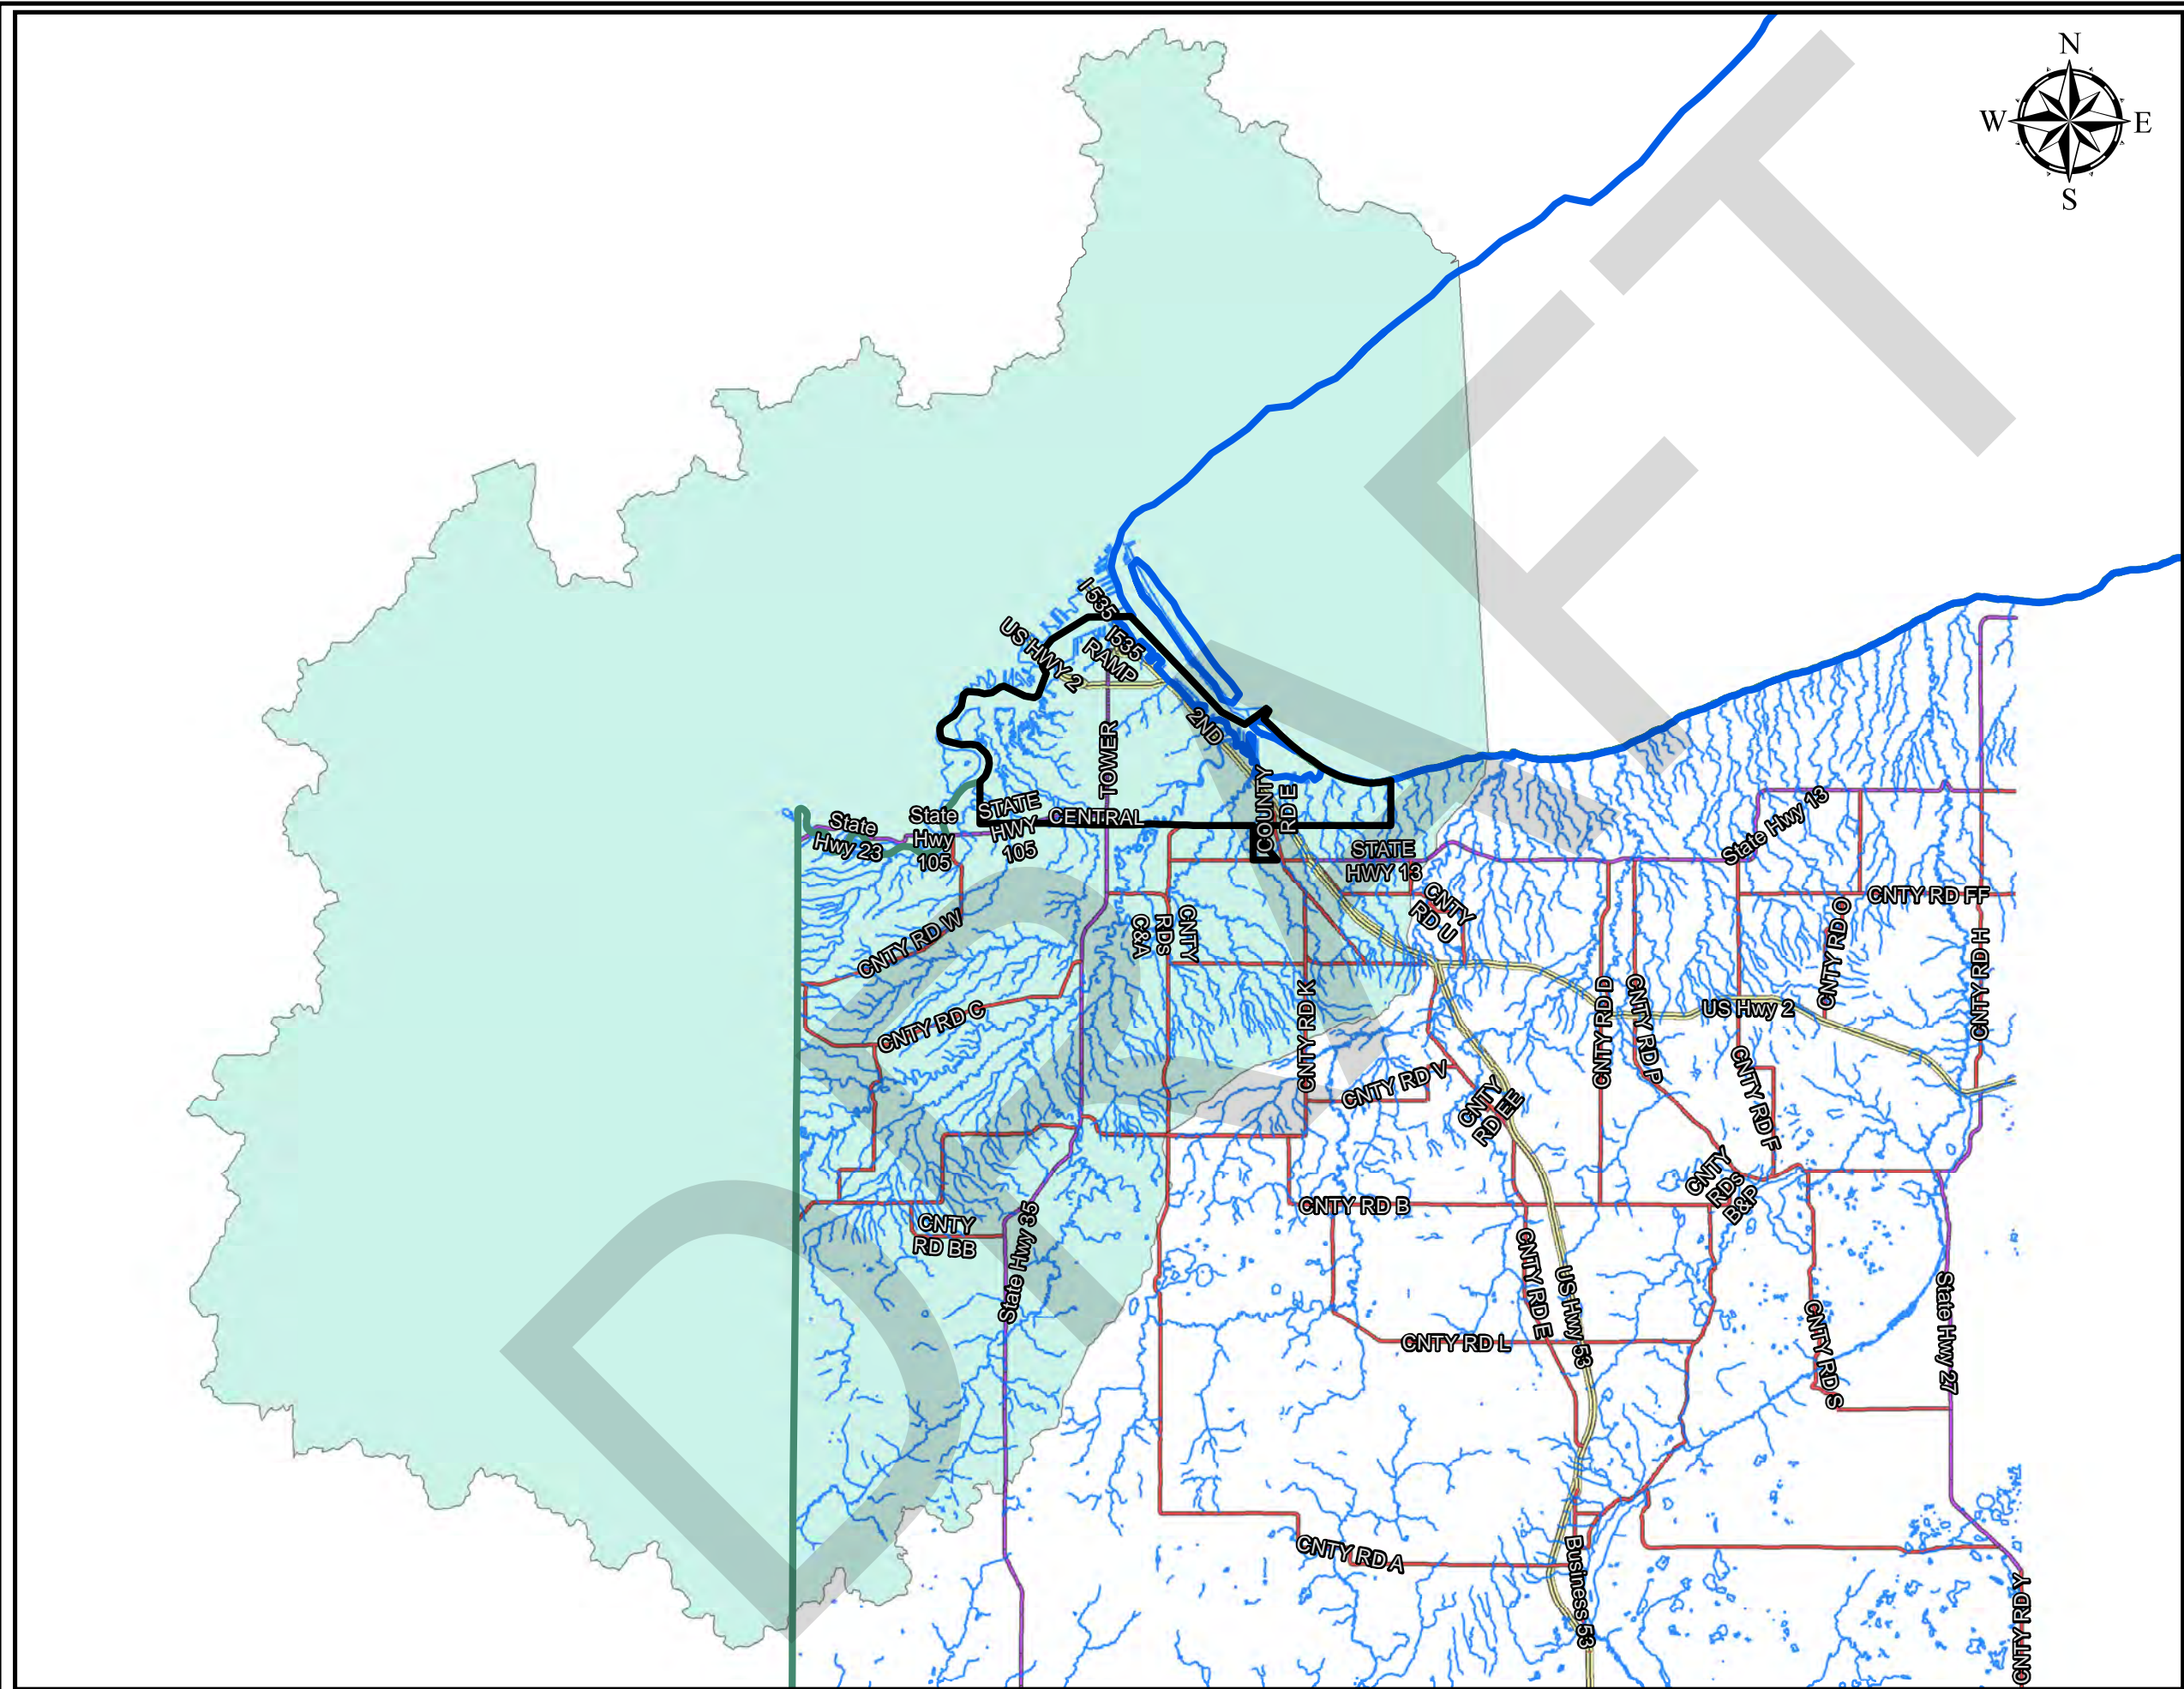 N
W
E
S
DRAFT
I-535
I535
RAMP
US HWY 2
2ND
TOWER
COUNTY
RD E
STATE
HWY
105
CENTRAL
State
Hwy 23
State
Hwy
105
STATE
HWY 13
State Hwy 13
CNTY RD FF
CNTY
RD U
CNTY RD O
CNTY RD H
CNTY RD W
CNTY
RDs
C&A
CNTY RD C
CNTY RD K
CNTY RD D
CNTY RD P
US Hwy 2
CNTY RD V
CNTY
RD EE
CNTY RD F
CNTY
RDs
B&P
CNTY RD B
CNTY
RD BB
State Hwy 35
CNTY RD E
US Hwy 53
CNTY RD L
CNTY RD S
State Hwy 27
CNTY RD A
Business 53
CNTY RD Y